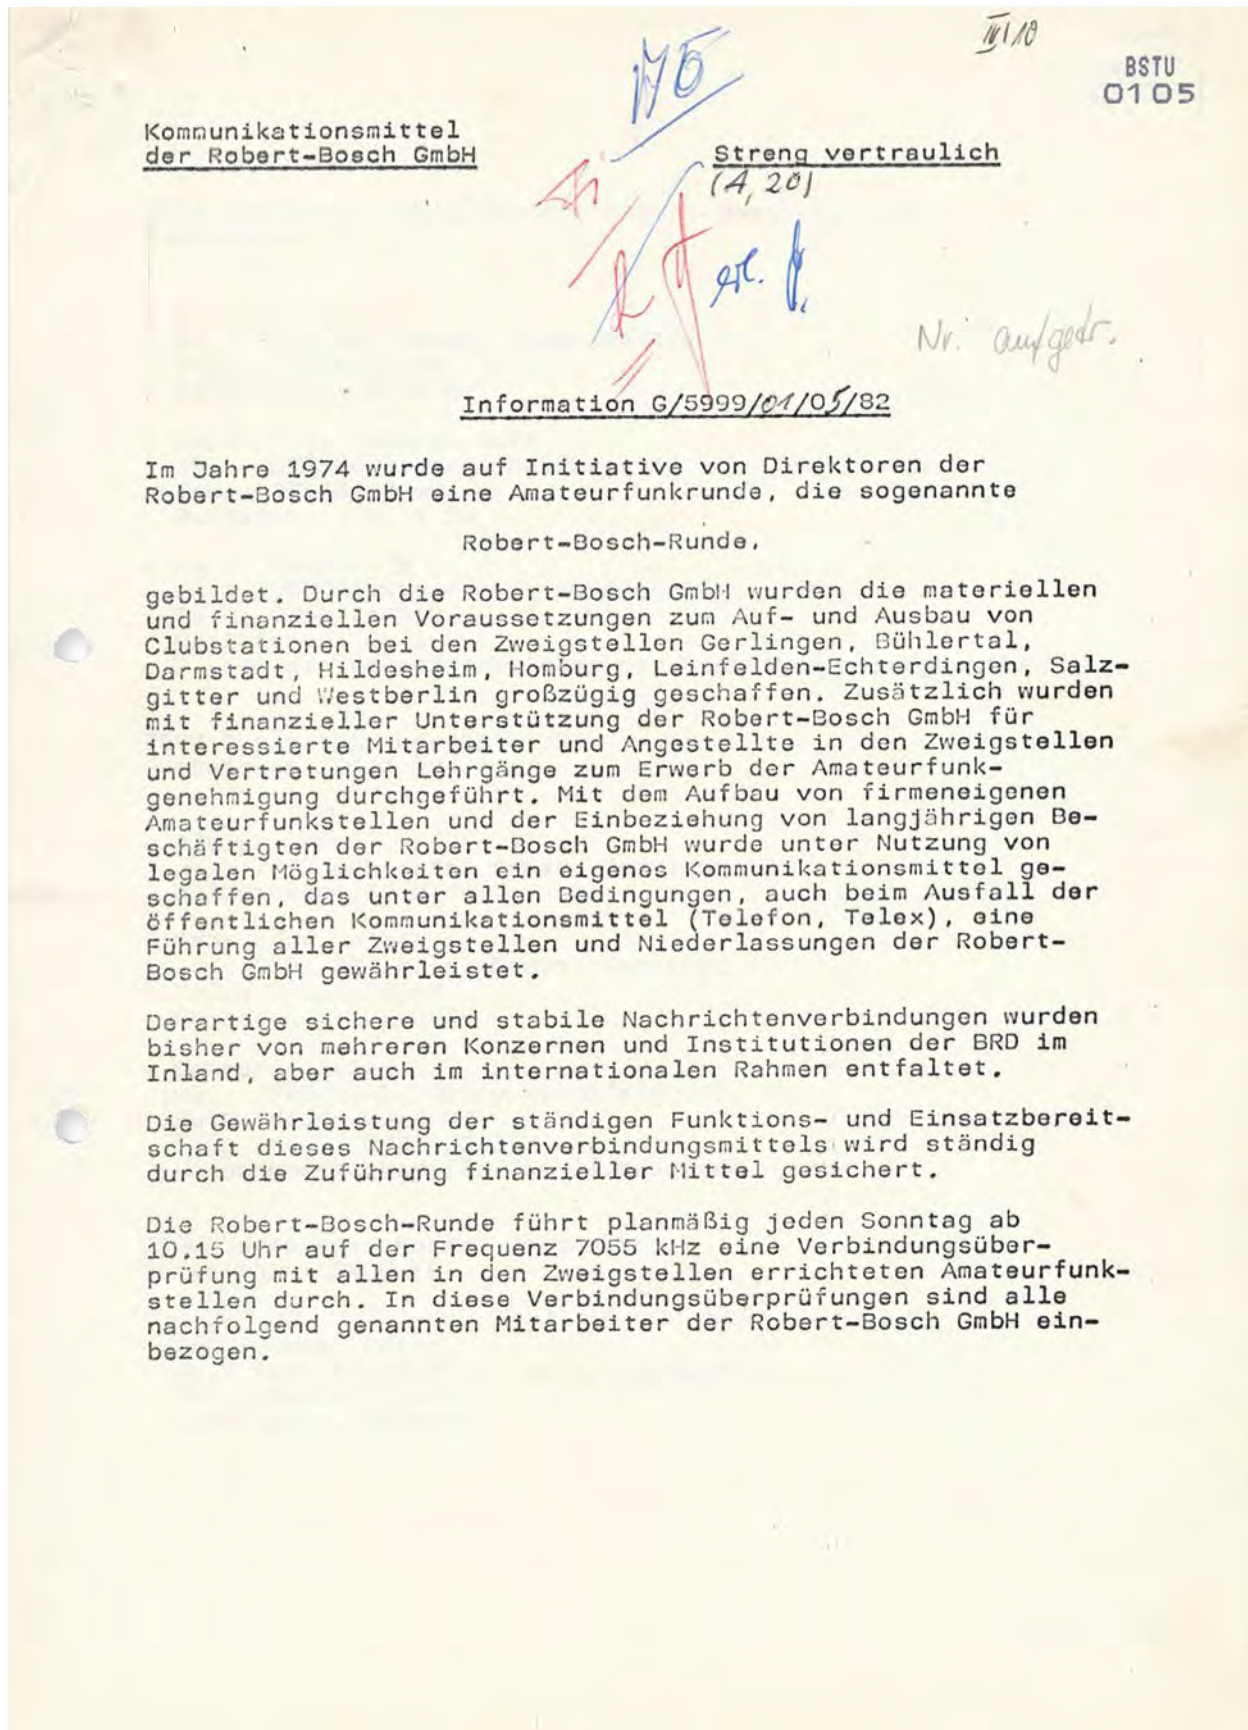 BSTU
0105
Kommunikationsmittel
der Robert-Bosch GmbH
Streng vertraulich
(A, 20)
erl.
Nr. aufgetr.
Information G/5999/01/05/82
Im Jahre 1974 wurde auf Initiative von Direktoren der
Robert-Bosch GmbH eine Amateurfunkrunde, die sogenannte
Robert-Bosch-Runde,
gebildet. Durch die Robert-Bosch GmbH wurden die materiellen
und finanziellen Voraussetzungen zum Auf- und Ausbau von
Clubstationen bei den Zweigstellen Gerlingen, Bühlertal,
Darmstadt, Hildesheim, Homburg, Leinfelden-Echterdingen, Salz-
gitter und Westberlin großzügig geschaffen. Zusätzlich wurden
mit finanzieller Unterstützung der Robert-Bosch GmbH für
interessierte Mitarbeiter und Angestellte in den Zweigstellen
und Vertretungen Lehrgänge zum Erwerb der Amateurfunk-
genehmigung durchgeführt. Mit dem Aufbau von firmeneigenen
Amateurfunkstellen und der Einbeziehung von langjährigen Be-
schäftigten der Robert-Bosch GmbH wurde unter Nutzung von
legalen Möglichkeiten ein eigenes Kommunikationsmittel ge-
schaffen, das unter allen Bedingungen, auch beim Ausfall der
öffentlichen Kommunikationsmittel (Telefon, Telex), eine
Führung aller Zweigstellen und Niederlassungen der Robert-
Bosch GmbH gewährleistet.
Derartige sichere und stabile Nachrichtenverbindungen wurden
bisher von mehreren Konzernen und Institutionen der BRD im
Inland, aber auch im internationalen Rahmen entfaltet.
Die Gewährleistung der ständigen Funktions- und Einsatzbereit-
schaft dieses Nachrichtenverbindungsmittels wird ständig
durch die Zuführung finanzieller Mittel gesichert.
Die Robert-Bosch-Runde führt planmäßig jeden Sonntag ab
10.15 Uhr auf der Frequenz 7055 kHz eine Verbindungsüber-
prüfung mit allen in den Zweigstellen errichteten Amateurfunk-
stellen durch. In diese Verbindungsüberprüfungen sind alle
nachfolgend genannten Mitarbeiter der Robert-Bosch GmbH ein-
bezogen.